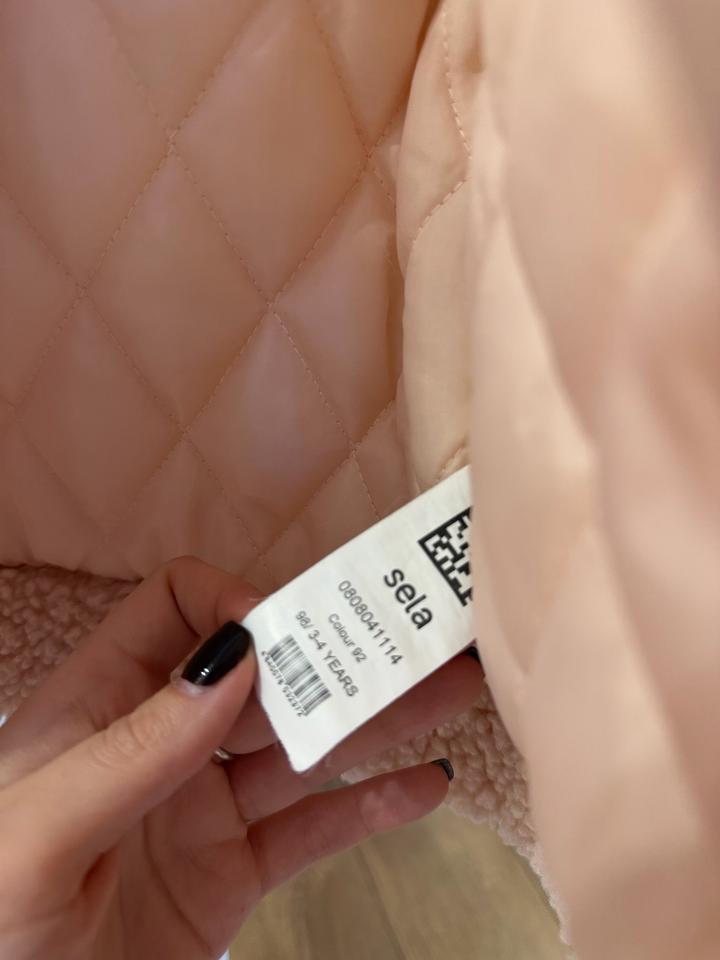 sela
0808041114
Colour 92
98/ 3-4 YEARS